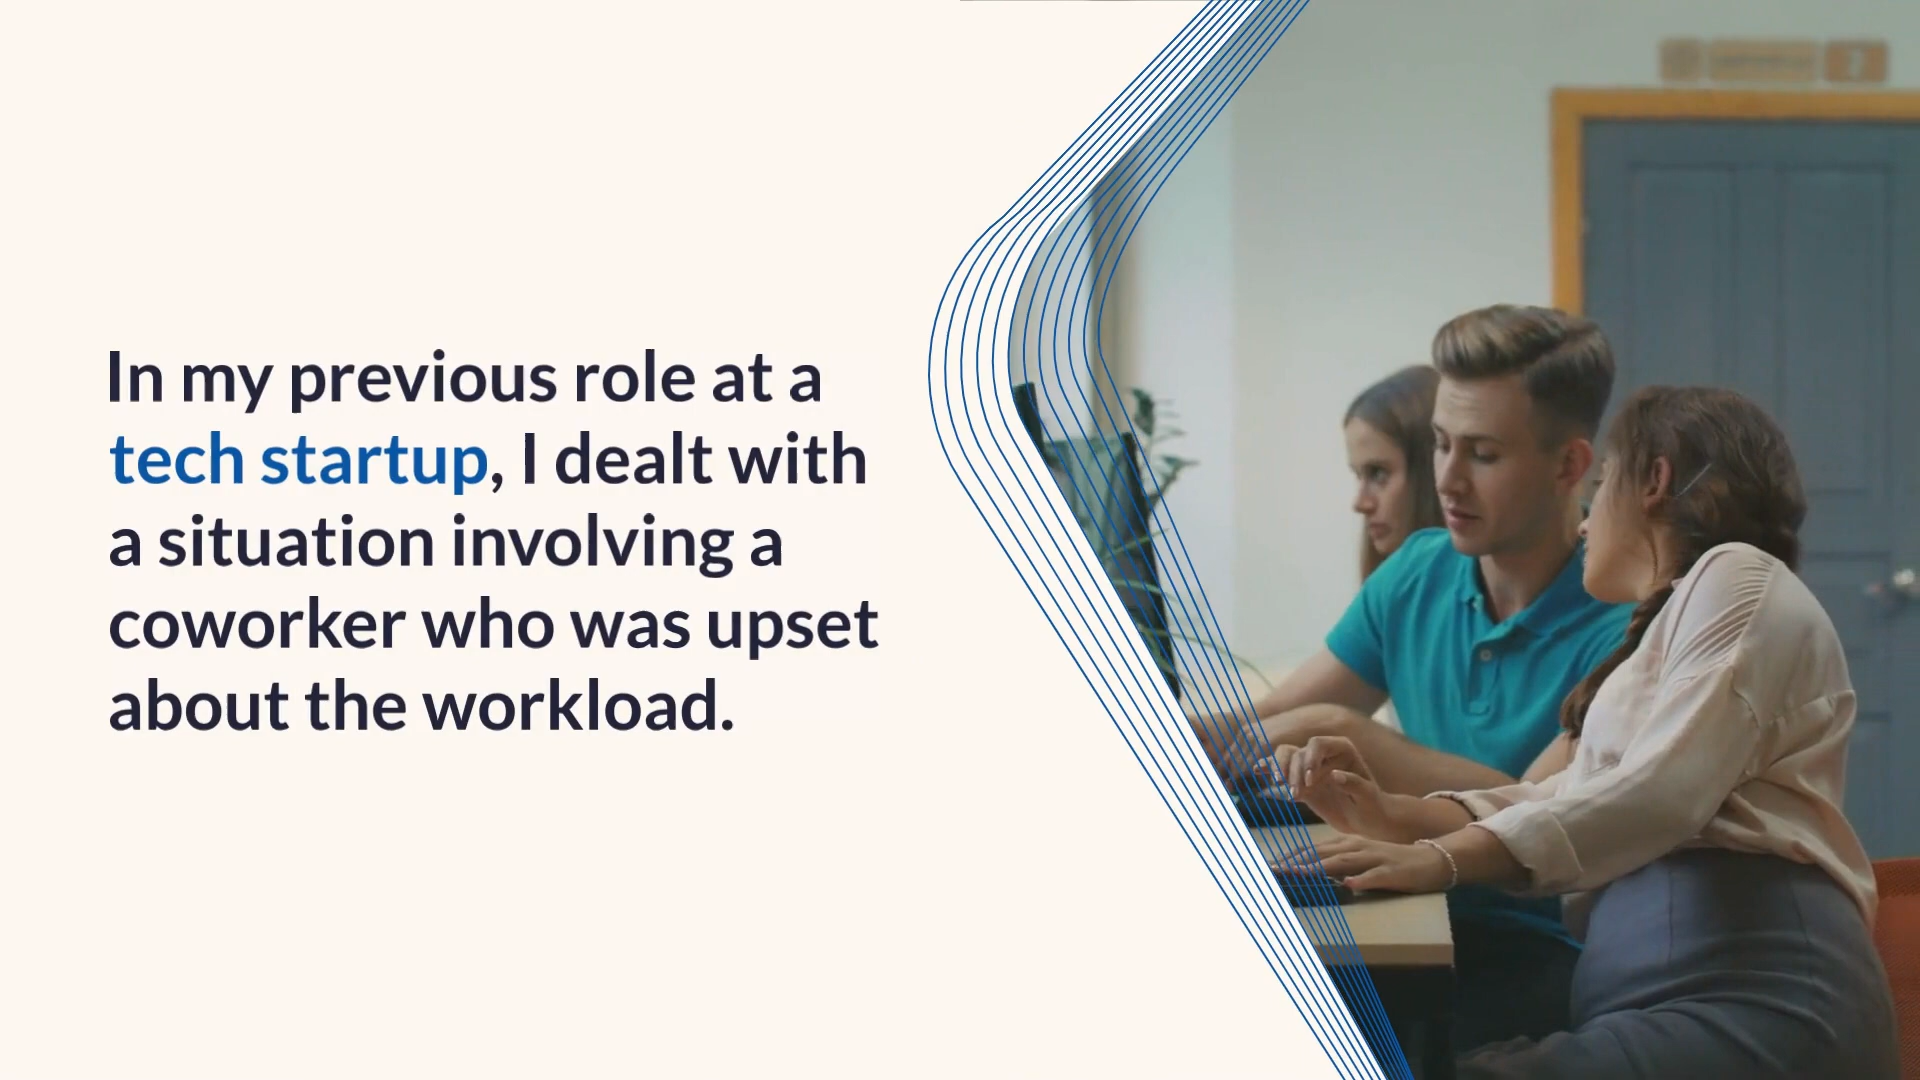 In my previous role at a
tech startup, I dealt with
a situation involving a
coworker who was upset
about the workload.